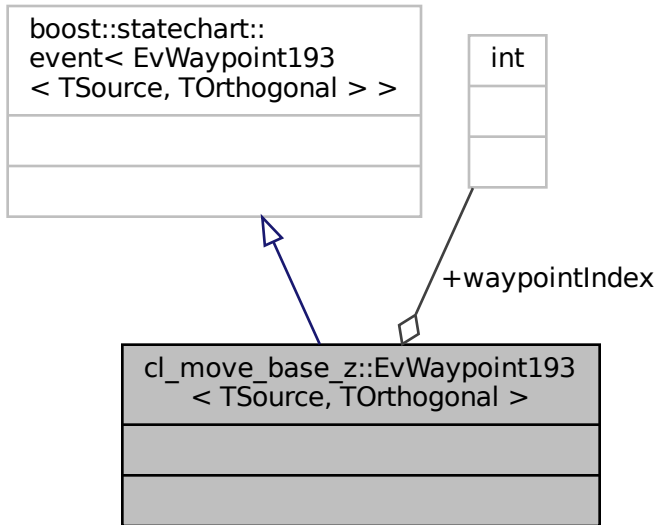 boost::statechart::
event< EvWaypoint193
< TSource, TOrthogonal > >
int
+waypointIndex
cl_move_base_z::EvWaypoint193
< TSource, TOrthogonal >